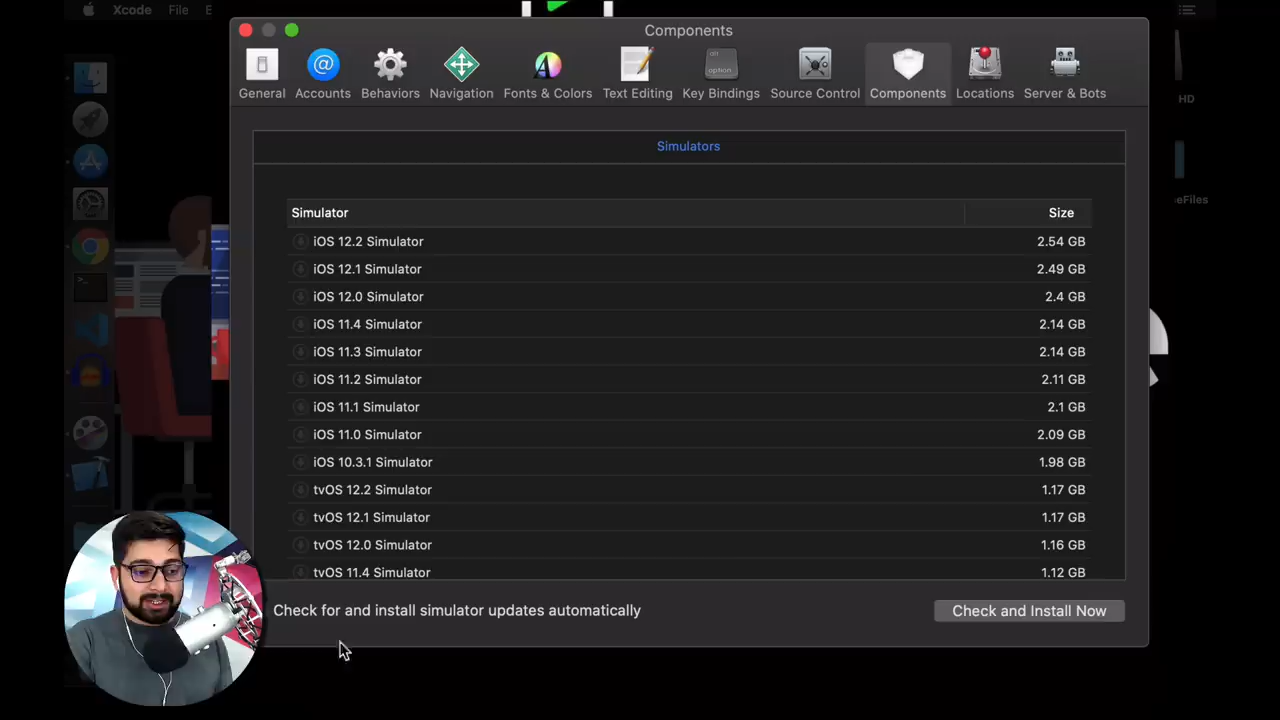 Xcode File E
Components
General Accounts Behaviors Navigation Fonts & Colors Text Editing Key Bindings Source Control Components Locations Server & Bots
alt
option
HD
Simulators
eFiles
Simulator Size
iOS 12.2 Simulator 2.54 GB
iOS 12.1 Simulator 2.49 GB
iOS 12.0 Simulator 2.4 GB
iOS 11.4 Simulator 2.14 GB
iOS 11.3 Simulator 2.14 GB
iOS 11.2 Simulator 2.11 GB
iOS 11.1 Simulator 2.1 GB
iOS 11.0 Simulator 2.09 GB
iOS 10.3.1 Simulator 1.98 GB
tvOS 12.2 Simulator 1.17 GB
tvOS 12.1 Simulator 1.17 GB
tvOS 12.0 Simulator 1.16 GB
tvOS 11.4 Simulator 1.12 GB
Check for and install simulator updates automatically Check and Install Now